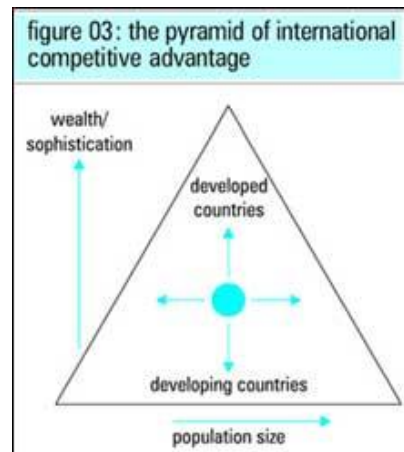 figure 03: the pyramid of international
competitive advantage
wealth/
sophistication
developed
countries
developing countries
population size